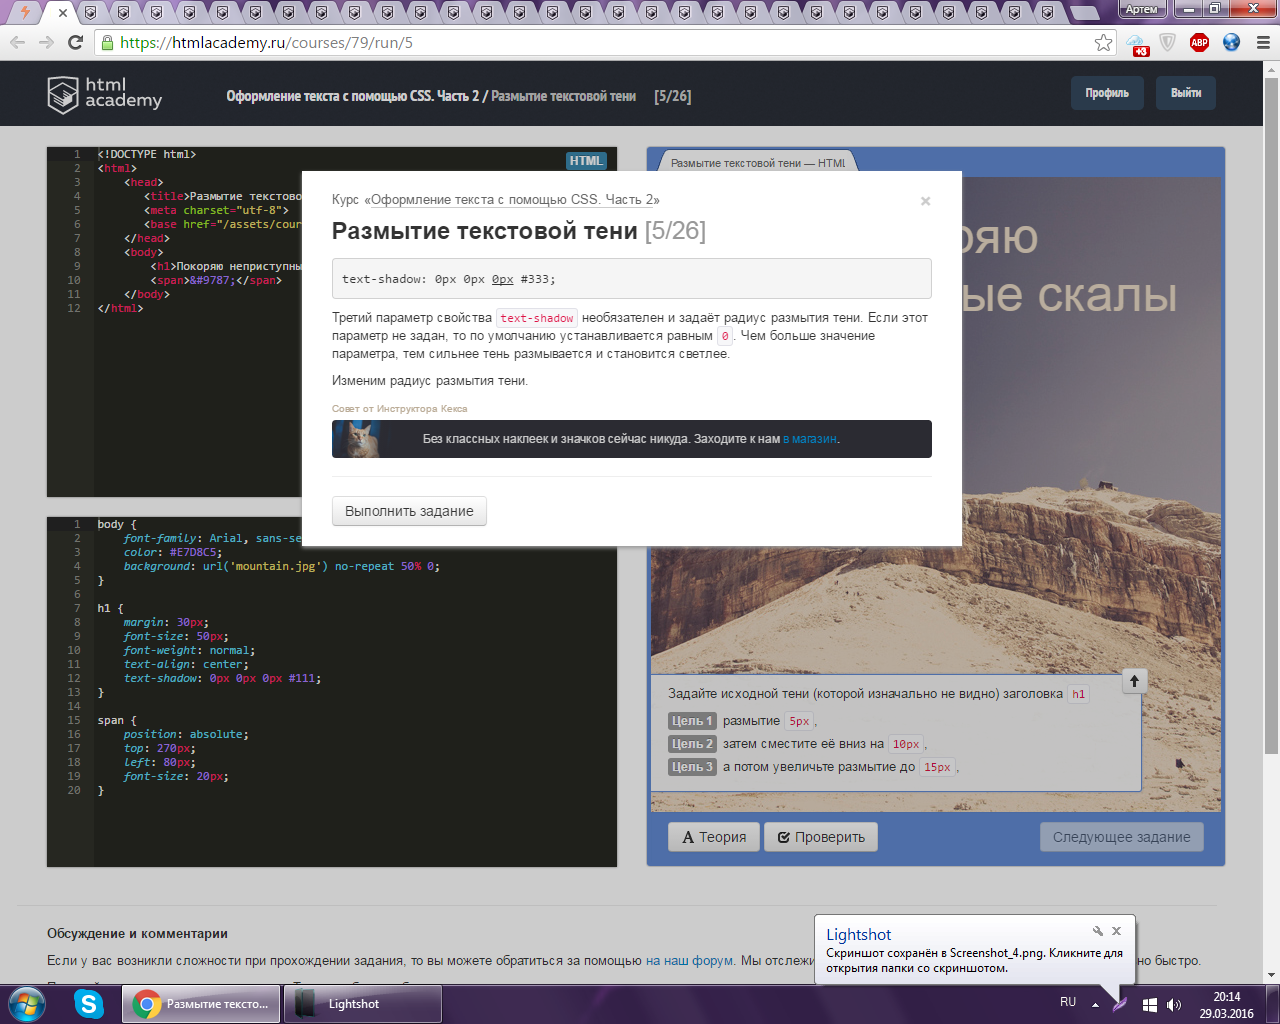 Артем
https://htmlacademy.ru/courses/79/run/5
ABP
+3
html
academy
Оформление текста с помощью CSS. Часть 2 / Размытие текстовой тени [5/26]
Профиль
Выйти
HTML
1 <!DOCTYPE html>
2 <html>
3 <head>
4 <title>Размытие текстово
5 <meta charset="utf-8">
6 <base href="/assets/cour
7 </head>
8 <body>
9 <h1>Покоряю неприступны
10 <span>&#9787;</span>
11 </body>
12 </html>
Размытие текстовой тени — HTML
ряю
ые скалы
Курс «Оформление текста с помощью CSS. Часть 2»
×
Размытие текстовой тени [5/26]
text-shadow: 0px 0px 0px #333;
Третий параметр свойства text-shadow необязателен и задаёт радиус размытия тени. Если этот
параметр не задан, то по умолчанию устанавливается равным 0. Чем больше значение
параметра, тем сильнее тень размывается и становится светлее.
Изменим радиус размытия тени.
Совет от Инструктора Кекса
Без классных наклеек и значков сейчас никуда. Заходите к нам в магазин.
Выполнить задание
1 body {
2 font-family: Arial, sans-se
3 color: #E7D8C5;
4 background: url('mountain.jpg') no-repeat 50% 0;
5 }
6
7 h1 {
8 margin: 30px;
9 font-size: 50px;
10 font-weight: normal;
11 text-align: center;
12 text-shadow: 0px 0px 0px #111;
13 }
14
15 span {
16 position: absolute;
17 top: 270px;
18 left: 80px;
19 font-size: 20px;
20 }
Задайте исходной тени (которой изначально не видно) заголовка h1
Цель 1 размытие 5px,
Цель 2 затем сместите её вниз на 10px,
Цель 3 а потом увеличьте размытие до 15px,
Теория
Проверить
Следующее задание
Обсуждение и комментарии
Если у вас возникли сложности при прохождении задания, то вы можете обратиться за помощью на наш форум. Мы отслежи
но быстро.
Lightshot
Скриншот сохранён в Screenshot_4.png. Кликните для
открытия папки со скриншотом.
Размытие тексто...
Lightshot
RU
20:14
29.03.2016